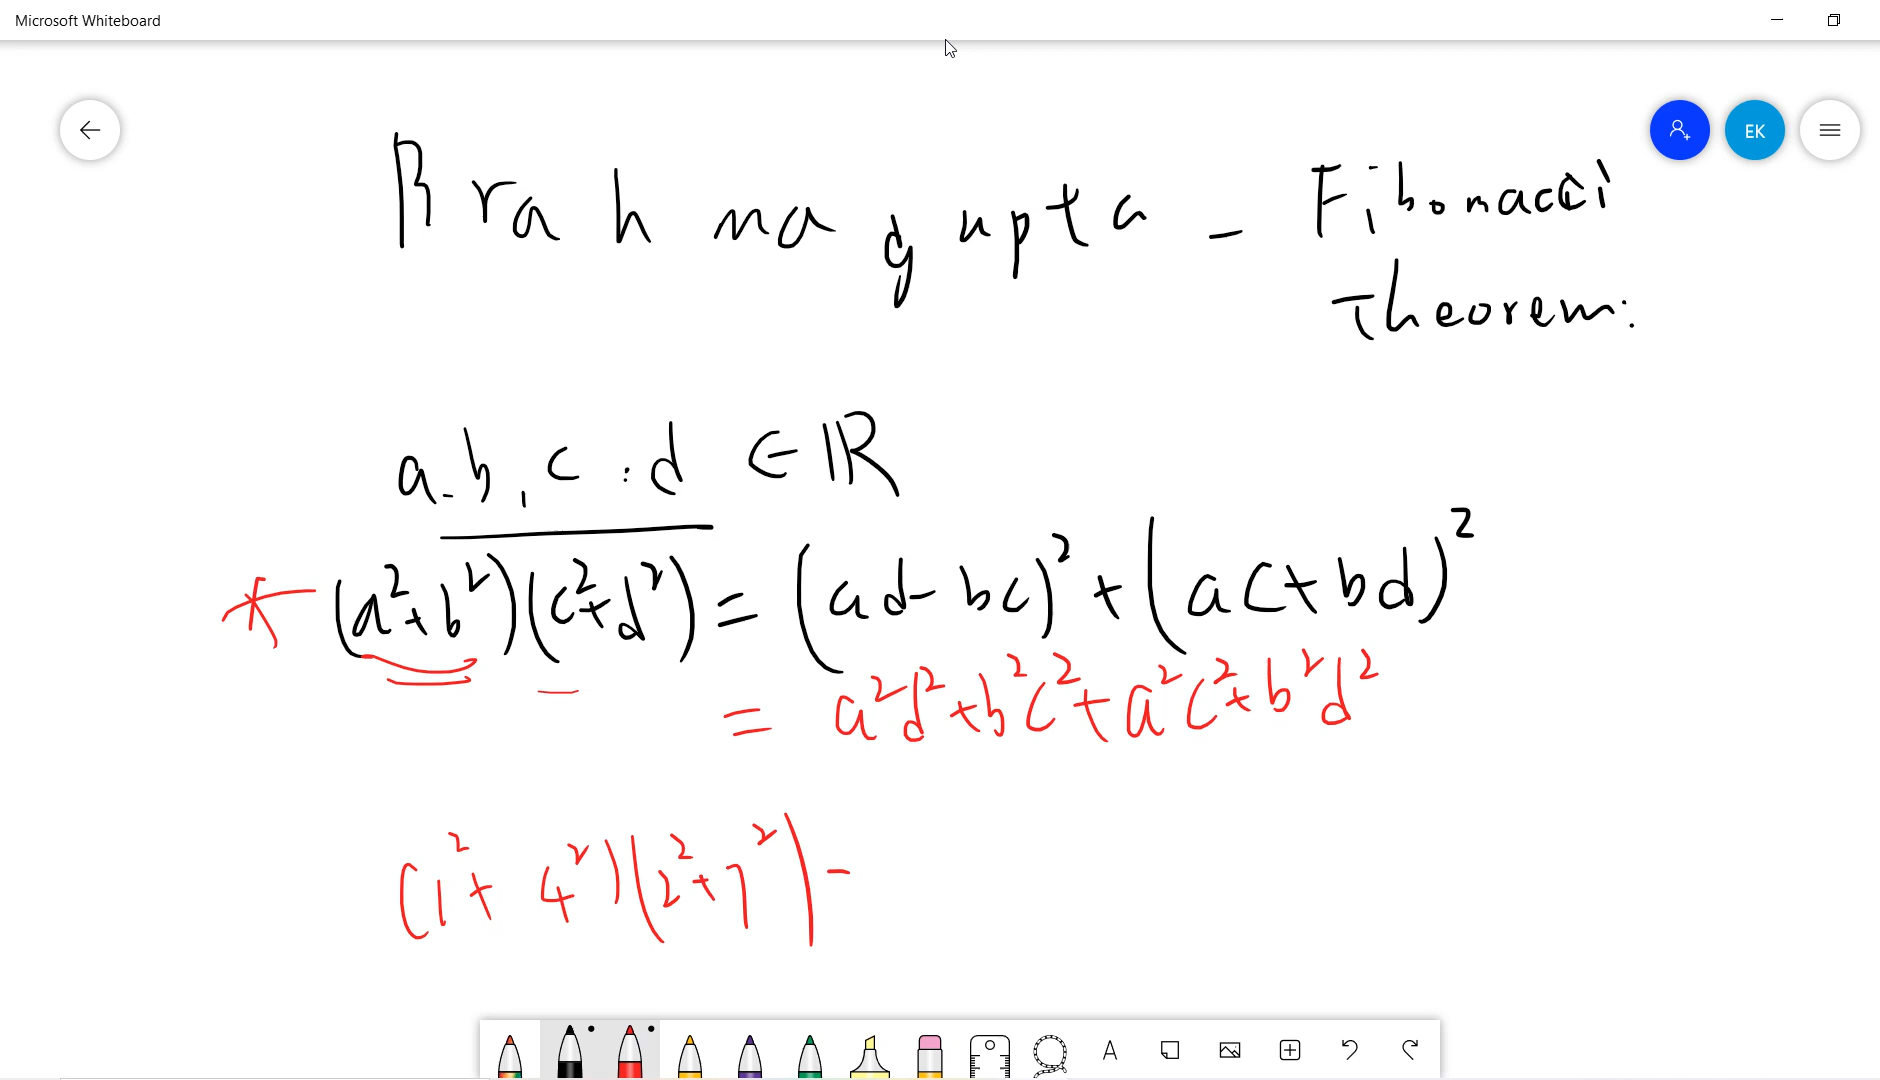 Microsoft Whiteboard
EK
Brahmagupta - Fibonacci
Theorem:
a.b, c : d ∈ ℝ
(a²+b²)(c²+d²) = (ad-bc)² + (ac+bd)²
= a²d²+b²c²+a²c²+b²d²
(1²+ 4²)(2²+7²) -
A